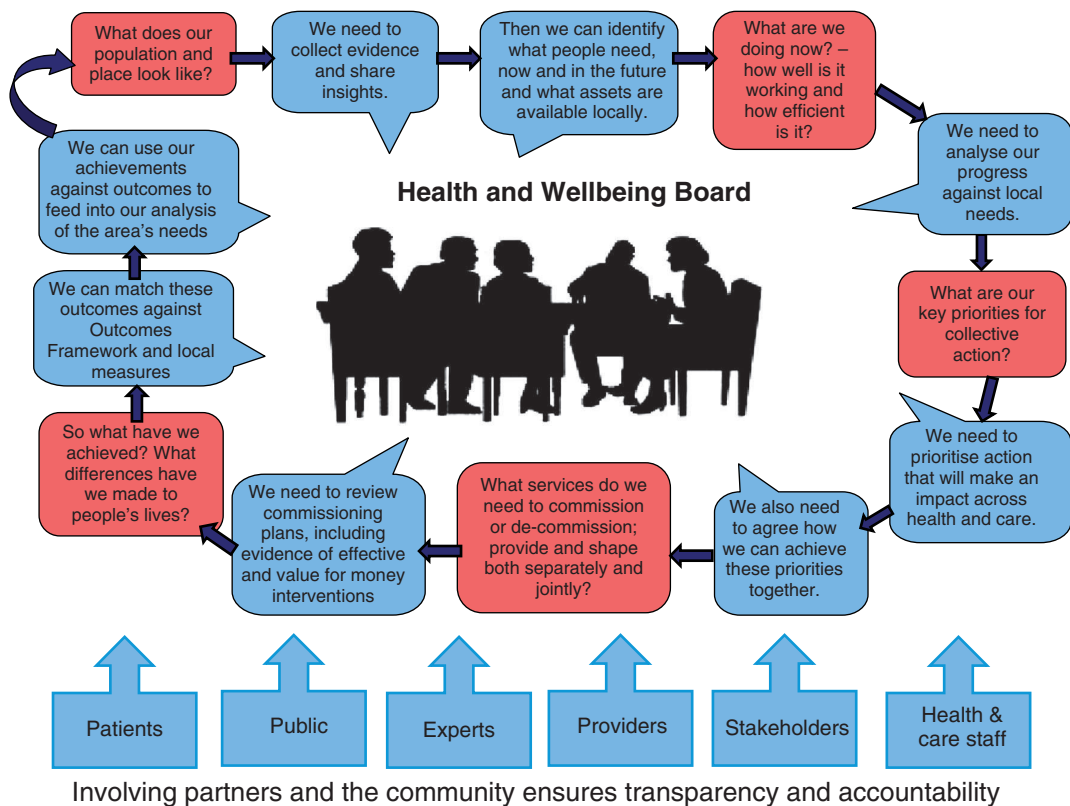 What does our
population and
place look like?
We need to
collect evidence
and share
insights.
Then we can identify
what people need,
now and in the future
and what assets are
available locally.
What are we
doing now? –
how well is it
working and
how efficient
is it?
We need to
analyse our
progress
against local
needs.
What are our
key priorities for
collective
action?
We need to
prioritise action
that will make an
impact across
health and care.
We also need
to agree how
we can achieve
these priorities
together.
What services do we
need to commission
or de-commission;
provide and shape
both separately and
jointly?
We need to review
commissioning
plans, including
evidence of effective
and value for money
interventions
So what have we
achieved? What
differences have
we made to
people's lives?
We can match these
outcomes against
Outcomes
Framework and local
measures
We can use our
achievements
against outcomes to
feed into our analysis
of the area's needs
Health and Wellbeing Board
Patients
Public
Experts
Providers
Stakeholders
Health &
care staff
Involving partners and the community ensures transparency and accountability